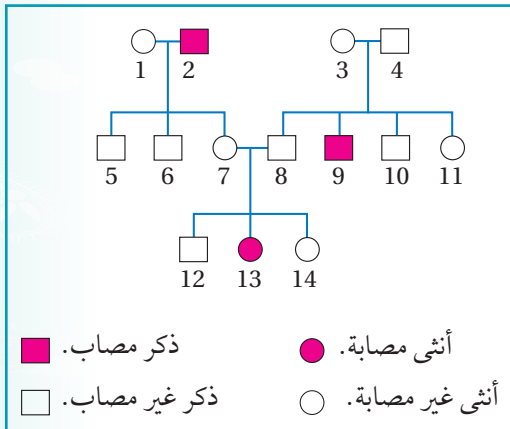 1 2 3 4
5 6 7 8 9 10 11
12 13 14
أنثى مصابة. ذكر مصاب.
أنثى غير مصابة. ذكر غير مصاب.